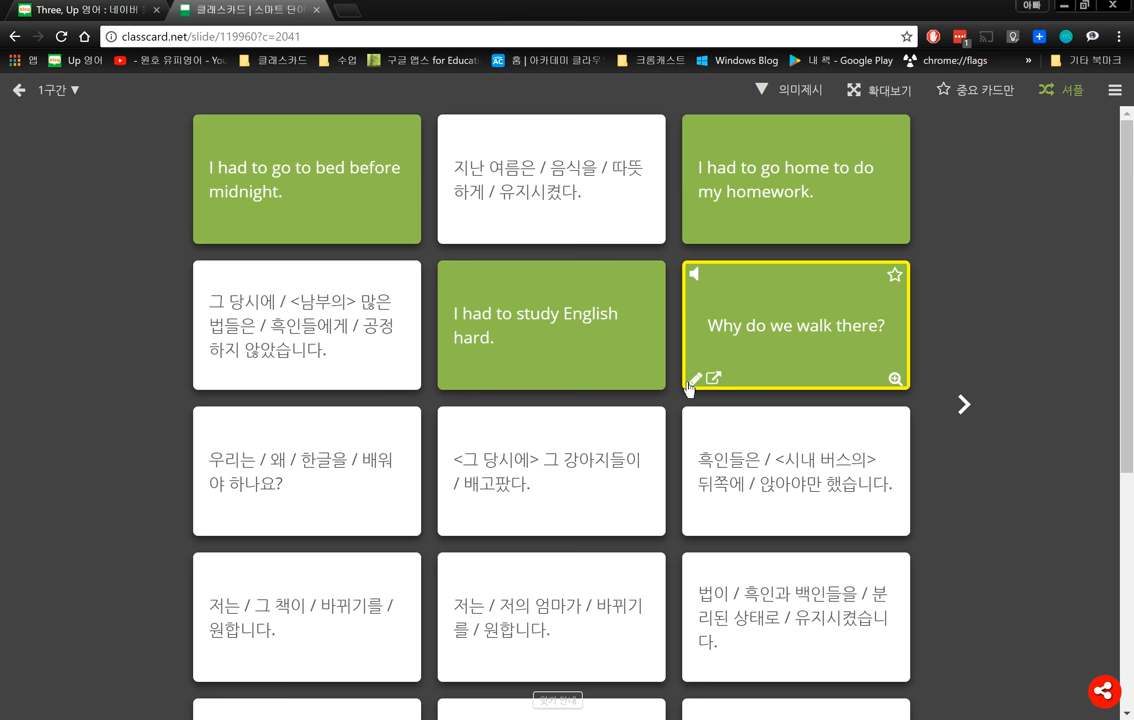 Three, Up 영어 : 네이버
클래스카드 | 스마트 단어
아빠
classcard.net/slide/119960?c=2041
1
앱
Up 영어
- 원호 유피영어 - You
클래스카드
수업
구글 앱스 for Educati
AC 홈 | 아카데미 클라우
크롬캐스트
Windows Blog
내 책 - Google Play
chrome://flags
»
기타 북마크
1구간 ▼
▼ 의미제시
확대보기
중요 카드만
셔플
I had to go to bed before
midnight.
지난 여름은 / 음식을 / 따뜻
하게 / 유지시켰다.
I had to go home to do
my homework.
그 당시에 / <남부의> 많은
법들은 / 흑인들에게 / 공정
하지 않았습니다.
I had to study English
hard.
Why do we walk there?
우리는 / 왜 / 한글을 / 배워
야 하나요?
<그 당시에> 그 강아지들이
/ 배고팠다.
흑인들은 / <시내 버스의>
뒤쪽에 / 앉아야만 했습니다.
저는 / 그 책이 / 바뀌기를 /
원합니다.
저는 / 저의 엄마가 / 바뀌기
를 / 원합니다.
법이 / 흑인과 백인들을 / 분
리된 상태로 / 유지시켰습니
다.